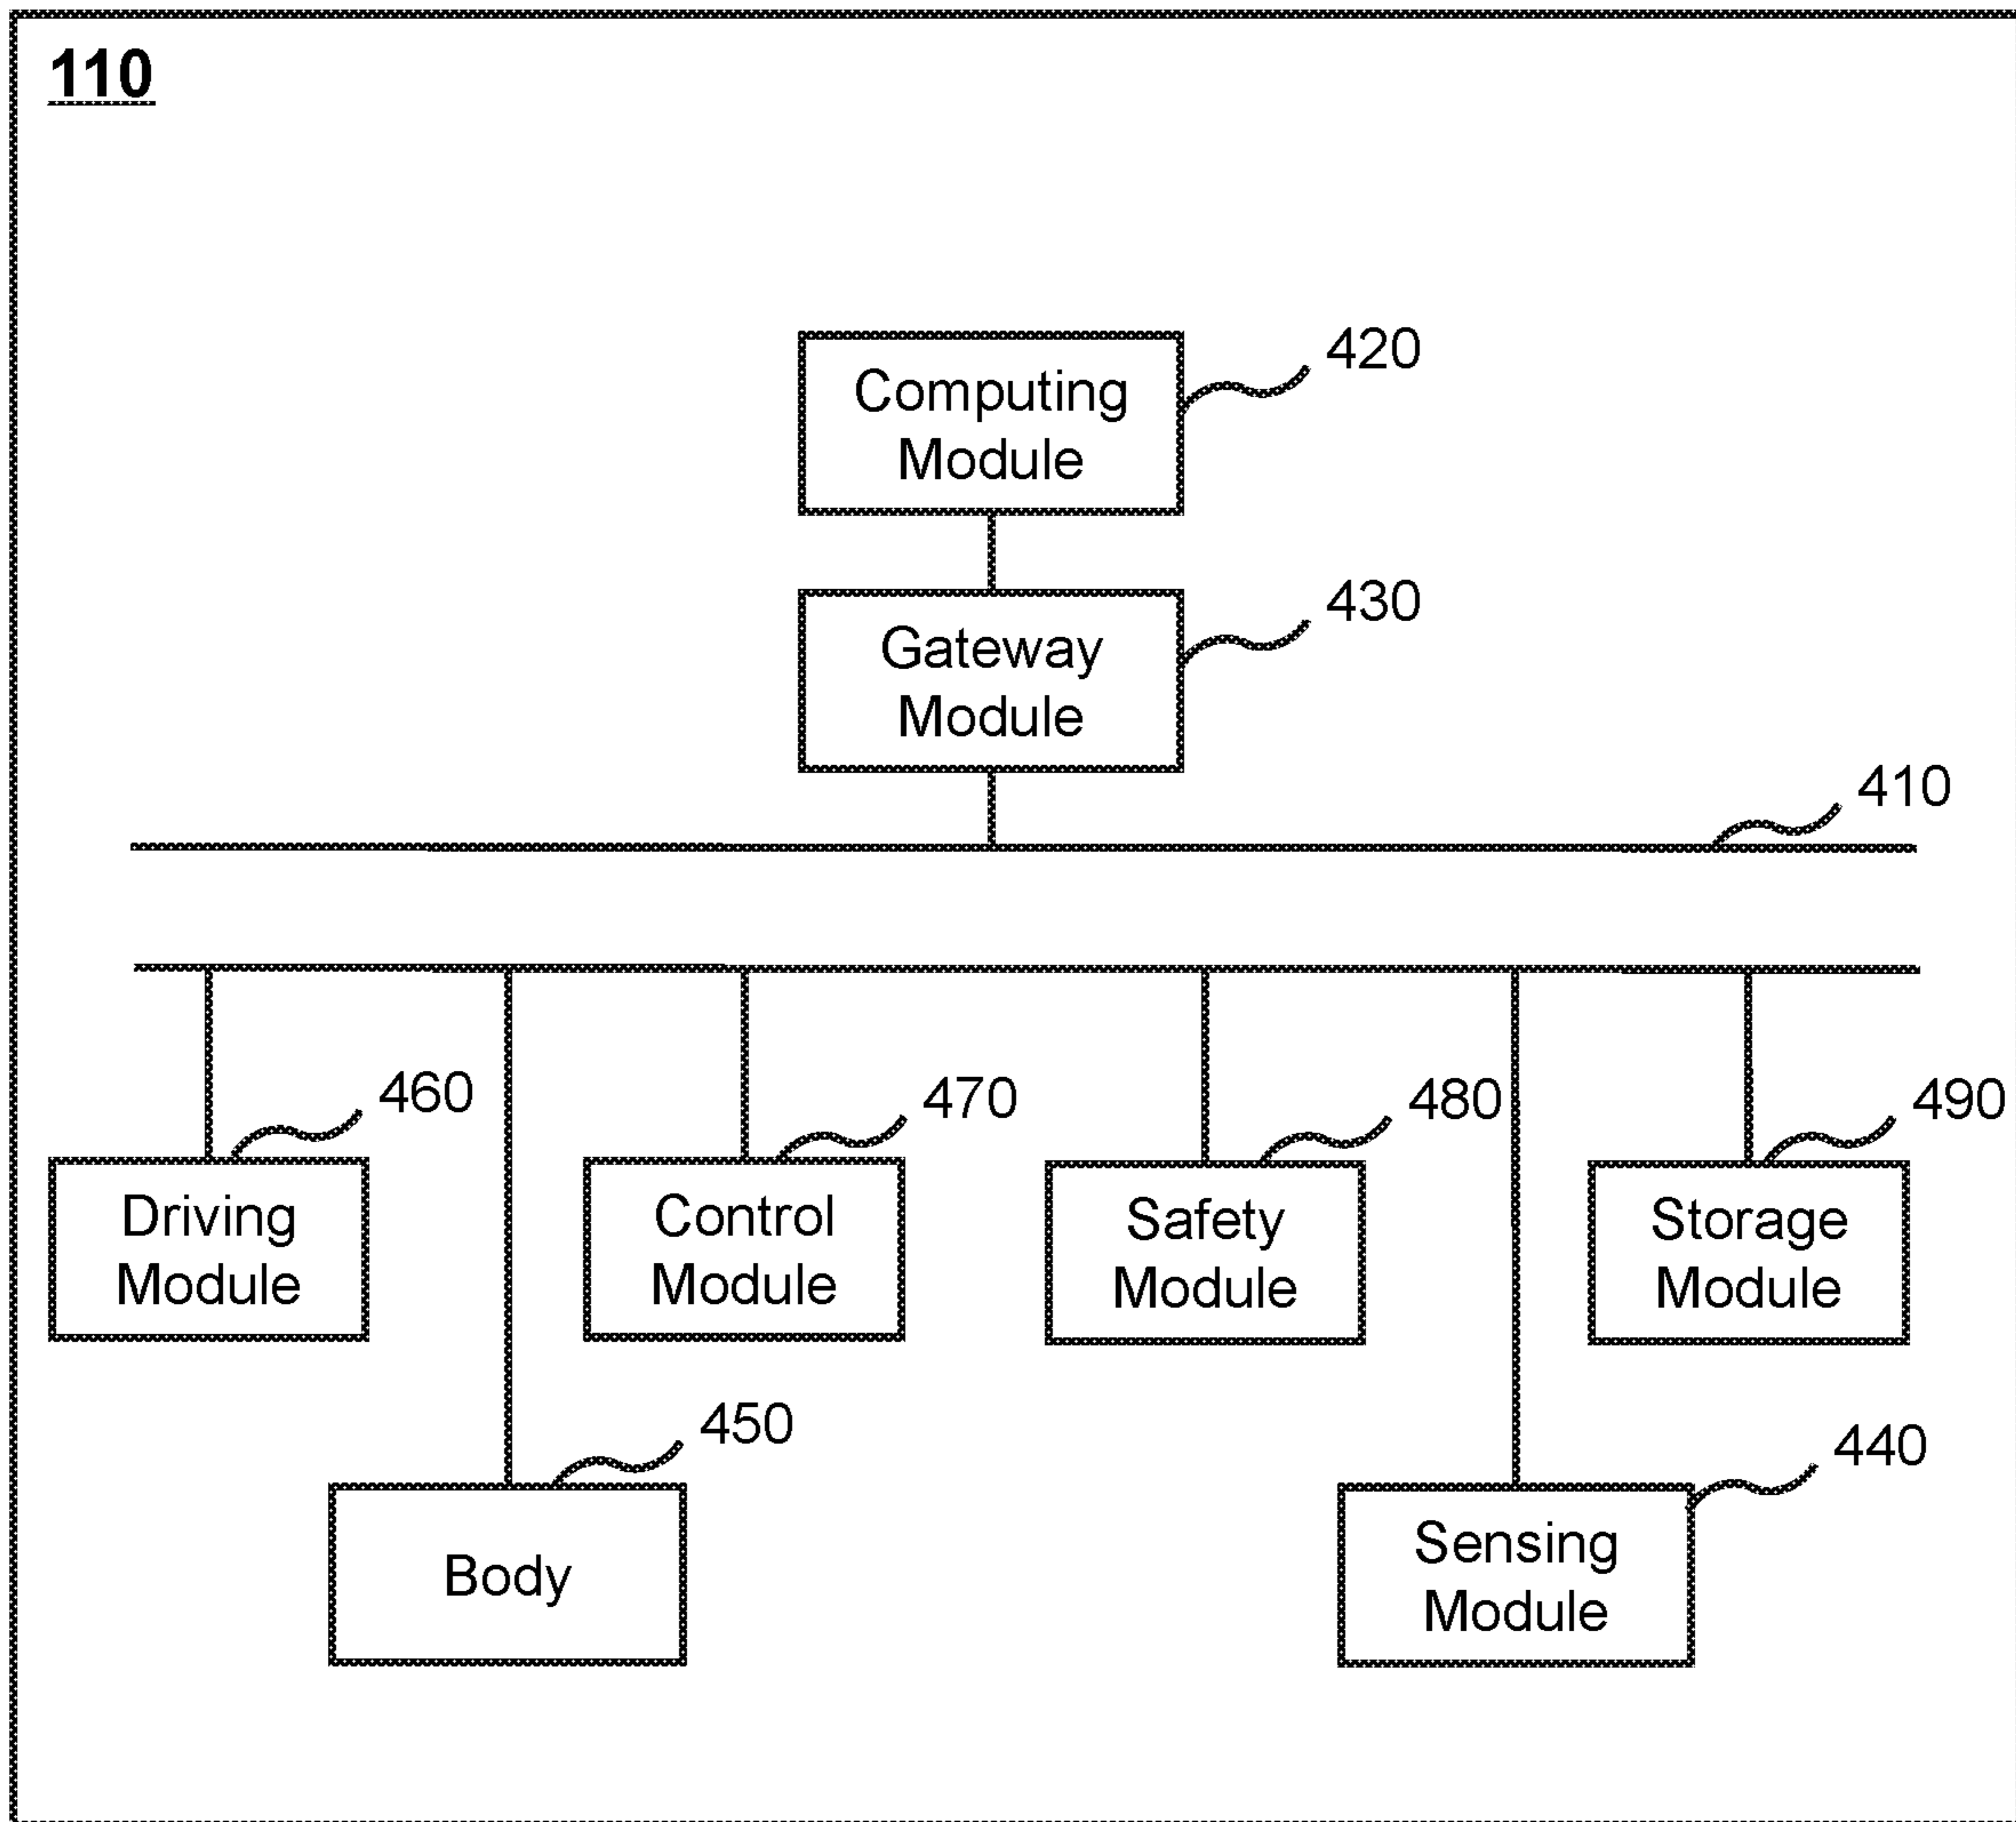 110
420
Computing
Module
430
Gateway
Module
410
460
470
480
490
Driving
Module
Control
Module
Safety
Module
Storage
Module
450
440
Body
Sensing
Module